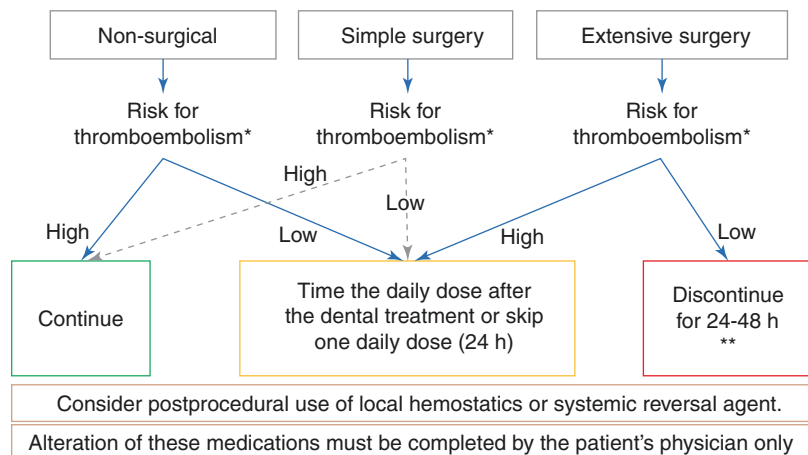 Non-surgical
Simple surgery
Extensive surgery
Risk for
thromboembolism*
Risk for
thromboembolism*
Risk for
thromboembolism*
High
Low
High
Low
High
Low
Continue
Time the daily dose after
the dental treatment or skip
one daily dose (24 h)
Discontinue
for 24-48 h
**
Consider postprocedural use of local hemostatics or systemic reversal agent.
Alteration of these medications must be completed by the patient's physician only